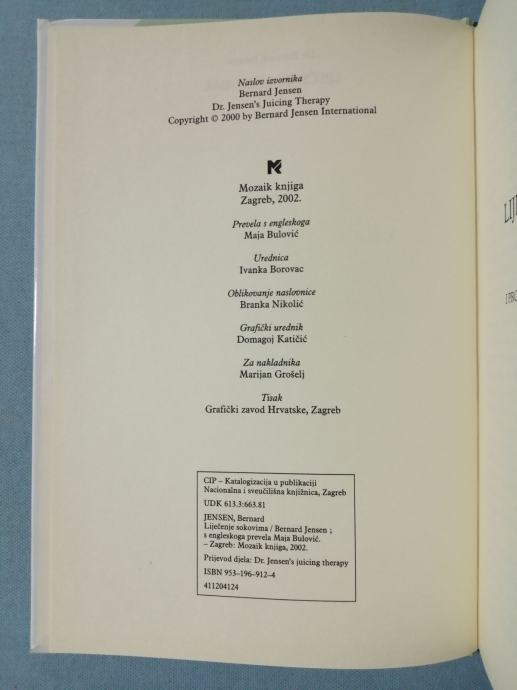 Naslov izvornika
Bernard Jensen
Dr. Jensen's Juicing Therapy
Copyright © 2000 by Bernard Jensen International
Mozaik knjiga
Zagreb, 2002.
Prevela s engleskoga
Maja Bulović
Urednica
Ivanka Borovac
Oblikovanje naslovnice
Branka Nikolić
Grafički urednik
Domagoj Katičić
Za nakladnika
Marijan Grošelj
Tisak
Grafički zavod Hrvatske, Zagreb
CIP – Katalogizacija u publikaciji
Nacionalna i sveučilišna knjižnica, Zagreb
UDK 613.3:663.81
JENSEN, Bernard
Liječenje sokovima / Bernard Jensen ;
s engleskoga prevela Maja Bulović.
– Zagreb: Mozaik knjiga, 2002.
Prijevod djela: Dr. Jensen's juicing therapy
ISBN 953-196-912-4
411204124